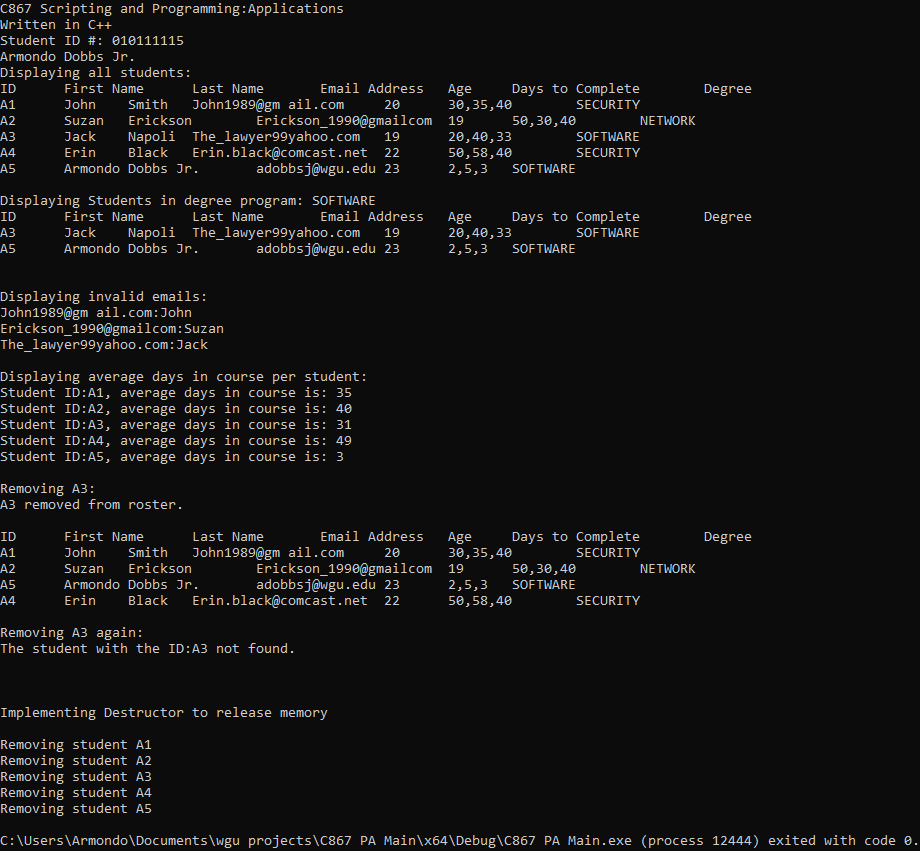 C867 Scripting and Programming:Applications
Written in C++
Student ID #: 010111115
Armondo Dobbs Jr.
Displaying all students:
ID First Name Last Name Email Address Age Days to Complete Degree
A1 John Smith John1989@gm ail.com 20 30,35,40 SECURITY
A2 Suzan Erickson Erickson_1990@gmailcom 19 50,30,40 NETWORK
A3 Jack Napoli The_lawyer99yahoo.com 19 20,40,33 SOFTWARE
A4 Erin Black Erin.black@comcast.net 22 50,58,40 SECURITY
A5 Armondo Dobbs Jr. adobbsj@wgu.edu 23 2,5,3 SOFTWARE
Displaying Students in degree program: SOFTWARE
ID First Name Last Name Email Address Age Days to Complete Degree
A3 Jack Napoli The_lawyer99yahoo.com 19 20,40,33 SOFTWARE
A5 Armondo Dobbs Jr. adobbsj@wgu.edu 23 2,5,3 SOFTWARE
Displaying invalid emails:
John1989@gm ail.com:John
Erickson_1990@gmailcom:Suzan
The_lawyer99yahoo.com:Jack
Displaying average days in course per student:
Student ID:A1, average days in course is: 35
Student ID:A2, average days in course is: 40
Student ID:A3, average days in course is: 31
Student ID:A4, average days in course is: 49
Student ID:A5, average days in course is: 3
Removing A3:
A3 removed from roster.
ID First Name Last Name Email Address Age Days to Complete Degree
A1 John Smith John1989@gm ail.com 20 30,35,40 SECURITY
A2 Suzan Erickson Erickson_1990@gmailcom 19 50,30,40 NETWORK
A5 Armondo Dobbs Jr. adobbsj@wgu.edu 23 2,5,3 SOFTWARE
A4 Erin Black Erin.black@comcast.net 22 50,58,40 SECURITY
Removing A3 again:
The student with the ID:A3 not found.
Implementing Destructor to release memory
Removing student A1
Removing student A2
Removing student A3
Removing student A4
Removing student A5
C:\Users\Armondo\Documents\wgu projects\C867 PA Main\x64\Debug\C867 PA Main.exe (process 12444) exited with code 0.